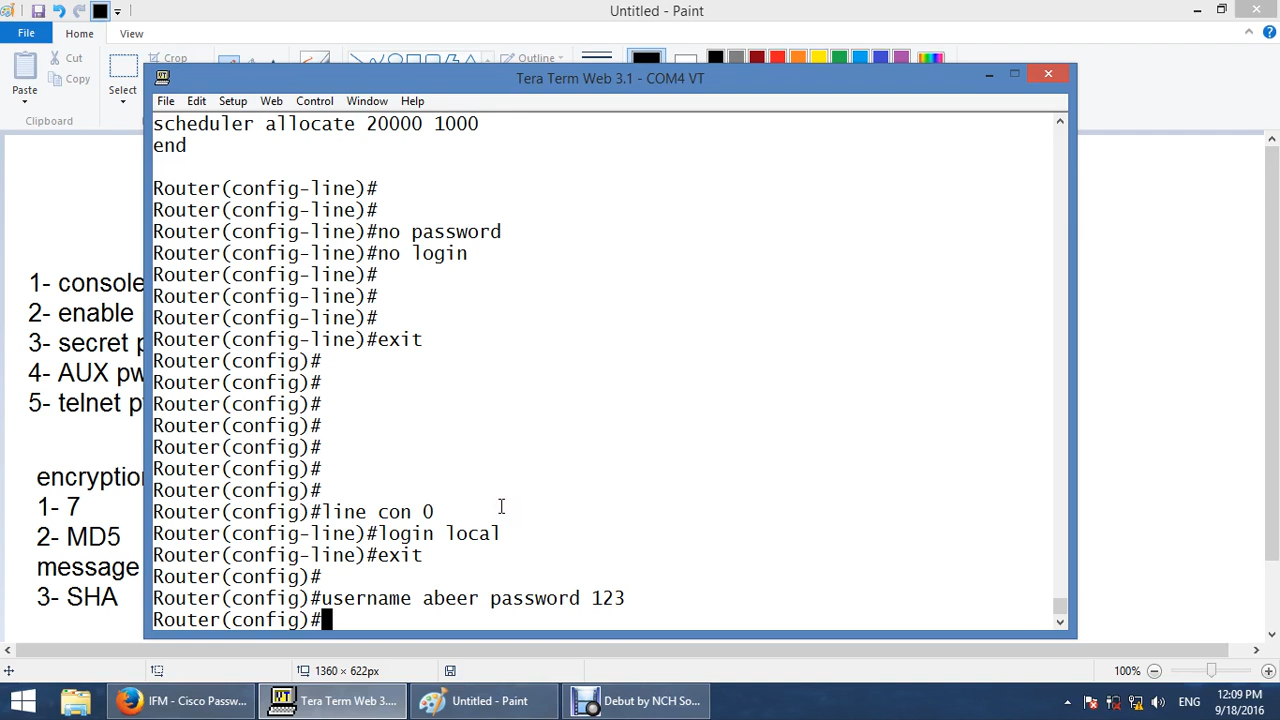 Untitled - Paint
File
Home
View
Cut
Crop
Outline
Paste
Copy
Select
Clipboard
Tera Term Web 3.1 - COM4 VT
VT
File Edit Setup Web Control Window Help
scheduler allocate 20000 1000
end
Router(config-line)#
Router(config-line)#
Router(config-line)#no password
Router(config-line)#no login
Router(config-line)#
Router(config-line)#
Router(config-line)#
Router(config-line)#exit
Router(config)#
Router(config)#
Router(config)#
Router(config)#
Router(config)#
Router(config)#
Router(config)#
Router(config)#line con 0
Router(config-line)#login local
Router(config-line)#exit
Router(config)#
Router(config)#username abeer password 123
Router(config)#
1- console
2- enable
3- secret p
4- AUX pw
5- telnet p
encryption
1- 7
2- MD5
message
3- SHA
1360 × 622px
100%
IFM - Cisco Passw...
VT
Tera Term Web 3....
Untitled - Paint
Debut by NCH So...
ENG
12:09 PM
9/18/2016